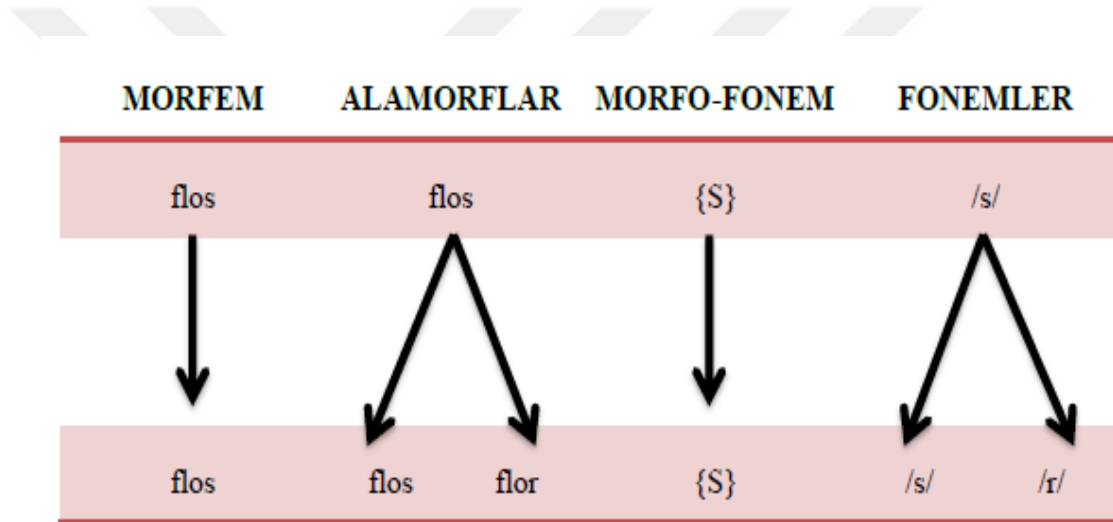 MORFEM ALAMORFLAR MORFO-FONEM FONEMLER
flos flos {S} /s/
flos flos flor {S} /s/ /r/